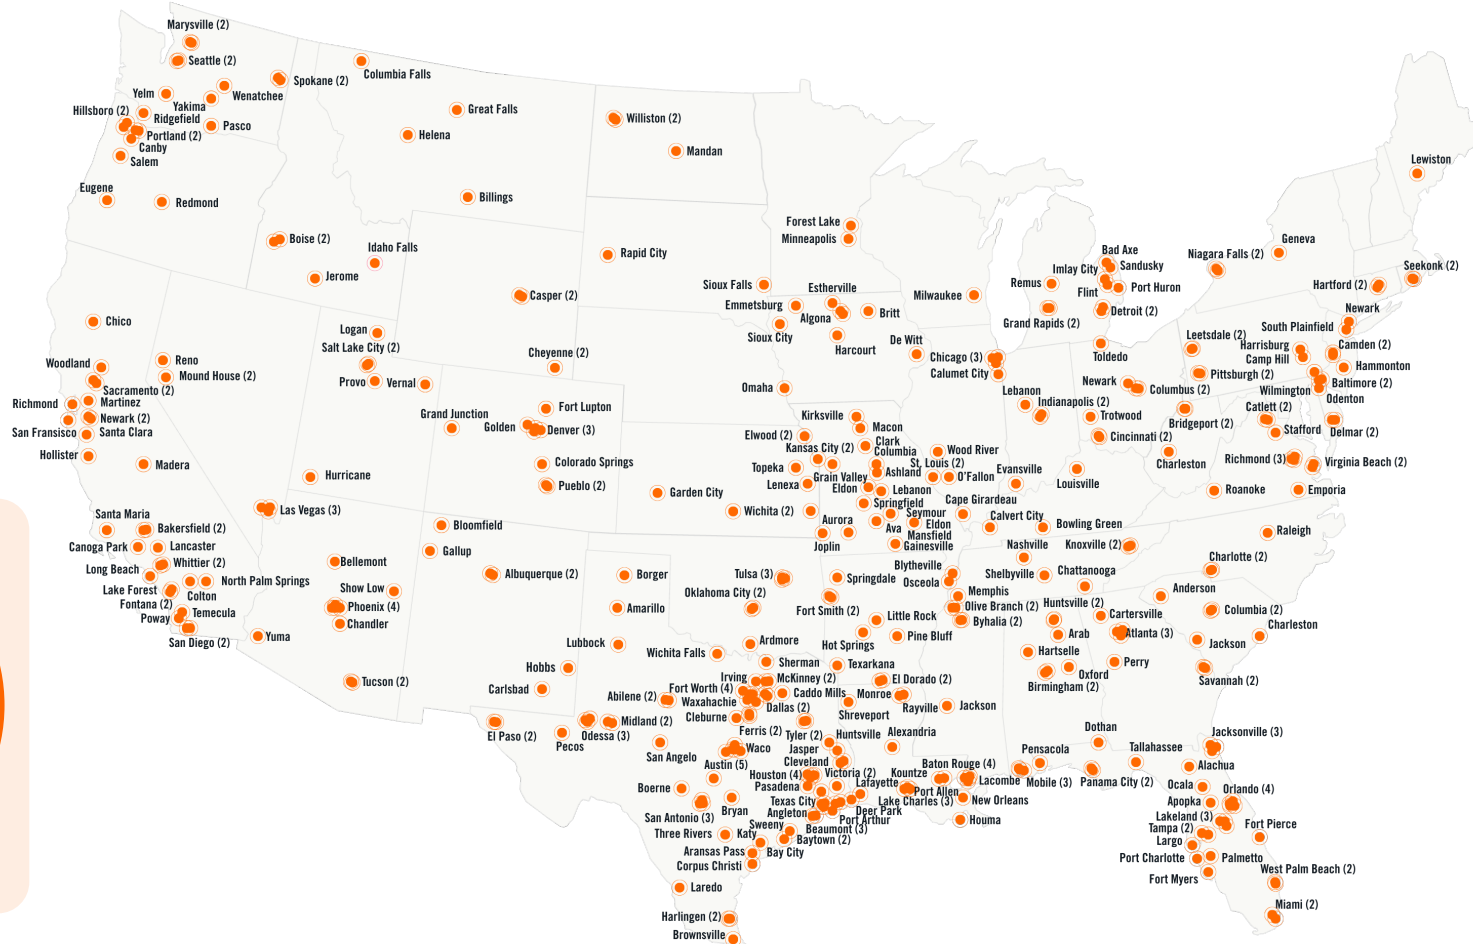 Marysville (2)
Seattle (2)
Spokane (2)
Columbia Falls
Yelm
Wenatchee
Yakima
Hillsboro (2)
Ridgefield
Great Falls
Williston (2)
Pasco
Portland (2)
Helena
Canby
Mandan
Salem
Lewiston
Eugene
Redmond
Billings
Forest Lake
Boise (2)
Minneapolis
Geneva
Idaho Falls
Rapid City
Bad Axe
Niagara Falls (2)
Imlay City
Sandusky
Seekonk (2)
Jerome
Sioux Falls
Remus
Hartford (2)
Estherville
Port Huron
Flint
Casper (2)
Milwaukee
Emmetsburg
Newark
Detroit (2)
Britt
Algona
Chico
Grand Rapids (2)
South Plainfield
Logan
Sioux City
Leetsdale (2)
De Witt
Camden (2)
Salt Lake City (2)
Harriset
Harrisburg
Harcourt
Cheyenne (2)
Chicago (3)
Toldedo
Camp Hill
Reno
Woodland
Hammonton
Calumet City
Pittsburgh (2)
Mound House (2)
Provo
Vernal
Newark
Baltimore (2)
Omaha
Columbus (2)
Wilmington
Sacramento (2)
Lebanon
Odenton
Martinez
Indianapolis (2)
Richmond
Fort Lupton
Catlett (2)
Grand Junction
Kirksville
Trotwood
Newark (2)
Golden
Denver (3)
Macon
Bridgeport (2)
San Fransisco
Santa Clara
Elwood (2)
Stafford
Delmar (2)
Cincinnati (2)
Clark
Kansas City (2)
Wood River
Columbia
Hollister
Madera
Colorado Springs
St. Louis (2)
Charleston
Richmond (3)
Virginia Beach (2)
Topeka
Evansville
Ashland
Hurricane
Grain Valley
O'Fallon
Lenexa
Louisville
Pueblo (2)
Eldon
Lebanon
Roanoke
Emporia
Garden City
Cape Girardeau
Springfield
Las Vegas (3)
Wichita (2)
Seymour
Santa Maria
Calvert City
Aurora
Eldon
Bowling Green
Bakersfield (2)
Bloomfield
Ava
Raleigh
Mansfield
Canoga Park
Lancaster
Joplin
Gainesville
Nashville
Knoxville (2)
Gallup
Whittier (2)
Bellemont
Charlotte (2)
Long Beach
Blytheville
Chattanooga
Albuquerque (2)
Borger
Tulsa (3)
Springdale
Shelbyville
North Palm Springs
Osceola
Lake Forest
Show Low
Anderson
Oklahoma City (2)
Memphis
Colton
Fontana (2)
Phoenix (4)
Amarillo
Fort Smith (2)
Olive Branch (2)
Huntsville (2)
Temecula
Columbia (2)
Cartersville
Poway
Little Rock
Byhalia (2)
Chandler
Charleston
Yuma
Pine Bluff
Arab
Atlanta (3)
San Diego (2)
Lubbock
Ardmore
Hot Springs
Jackson
Wichita Falls
Hartselle
Sherman
Texarkana
Perry
Hobbs
Oxford
Irving
McKinney (2)
El Dorado (2)
Savannah (2)
Tucson (2)
Carlsbad
Fort Worth (4)
Birmingham (2)
Abilene (2)
Caddo Mills
Monroe
Waxahachie
Dallas (2)
Rayville
Jackson
Cleburne
Shreveport
Midland (2)
Ferris (2)
El Paso (2)
Odessa (3)
Tyler (2)
Huntsville
Alexandria
Dothan
Jacksonville (3)
Pecos
Waco
Jasper
Pensacola
Tallahassee
San Angelo
Cleveland
Austin (5)
Baton Rouge (4)
Alachua
Houston (4)
Victoria (2)
Kountze
Lacombe
Mobile (3)
Panama City (2)
Pasadena
Lafayette
Port Allen
Ocala
Orlando (4)
Boerne
Lake Charles (3)
New Orleans
Apopka
Texas City
Bryan
Deer Park
Angleton
San Antonio (3)
Port Arthur
Houma
Lakeland (3)
Fort Pierce
Sweeny
Beaumont (3)
Tampa (2)
Three Rivers
Katy
Baytown (2)
Largo
Aransas Pass
Bay City
Port Charlotte
Palmetto
Corpus Christi
West Palm Beach (2)
Fort Myers
Laredo
Miami (2)
Harlingen (2)
Brownsville